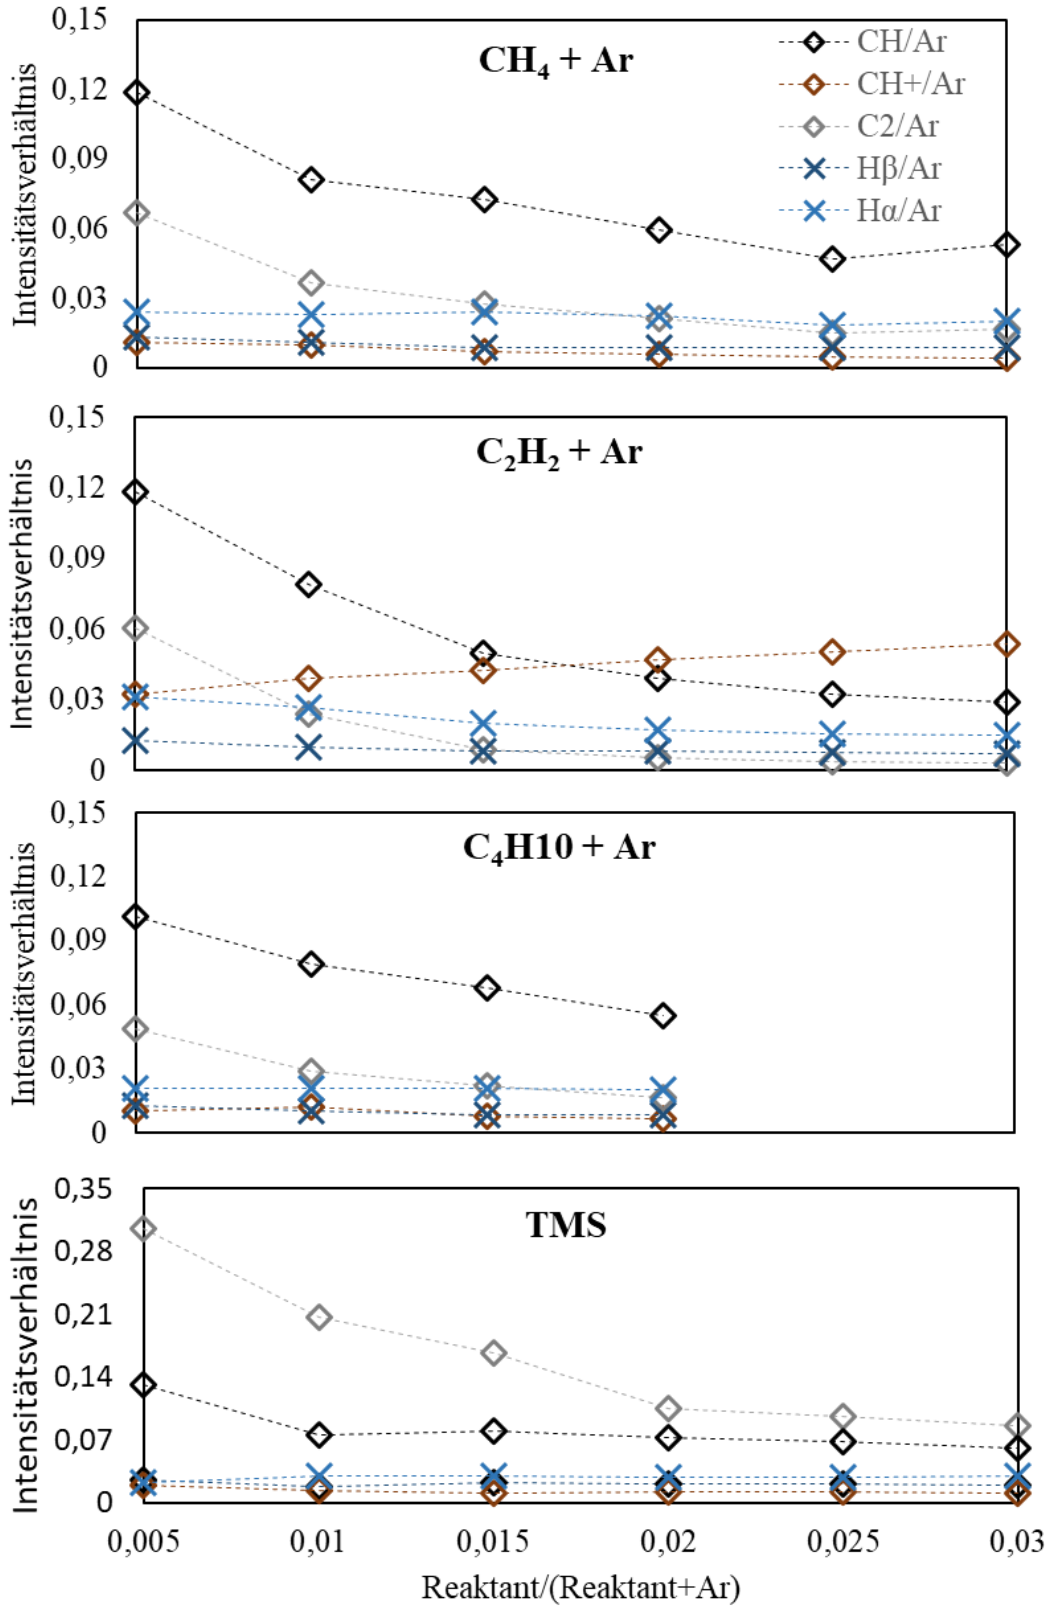 0,15
CH₄ + Ar
CH/Ar
CH+/Ar
C2/Ar
Hβ/Ar
Hα/Ar
0,12
0,09
0,06
0,03
0
Intensitätsverhältnis
0,15
C₂H₂ + Ar
0,12
0,09
0,06
0,03
0
Intensitätsverhältnis
0,15
C₄H10 + Ar
0,12
0,09
0,06
0,03
0
Intensitätsverhältnis
0,35
TMS
0,28
0,21
0,14
0,07
0
Intensitätsverhältnis
0,005 0,01 0,015 0,02 0,025 0,03
Reaktant/(Reaktant+Ar)